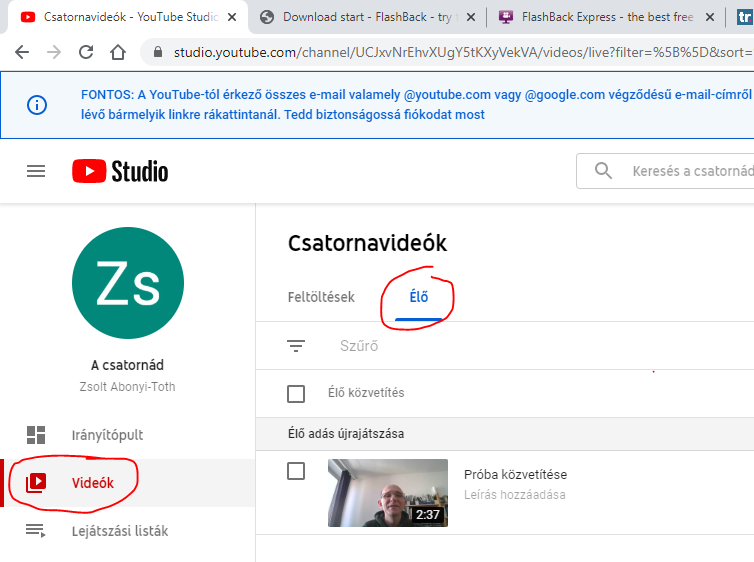 Csatornavideók - YouTube Studio
Download start - FlashBack - try
FlashBack Express - the best free
tr
studio.youtube.com/channel/UCJxvNrEhvXUgY5tKXyVekVA/videos/live?filter=%5B%5D&sort=
FONTOS: A YouTube-tól érkező összes e-mail valamely @youtube.com vagy @google.com végződésű e-mail-címről
lévő bármelyik linkre rákattintanál. Tedd biztonságossá fiókodat most
Studio
Keresés a csatornád
Zs
A csatornád
Zsolt Abonyi-Toth
Irányítópult
Videók
Lejátszási listák
Csatornavideók
Feltöltések
Élő
Szűrő
Élő közvetítés
Élő adás újrajátszása
Próba közvetítése
Leírás hozzáadása
2:37